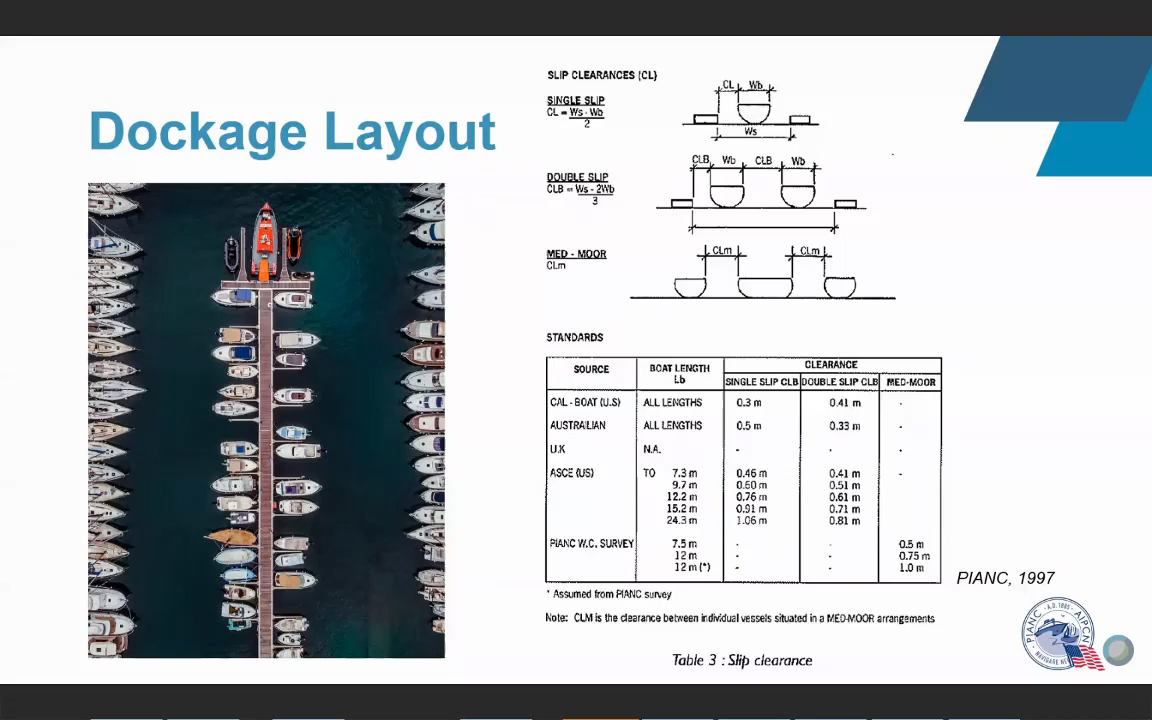 Dockage Layout
SLIP CLEARANCES (CL)
SINGLE SLIP
CL = Ws - Wb
2
CL Wb
Ws
DOUBLE SLIP
CLB = Ws - 2Wb
3
CLB Wb CLB Wb
MED - MOOR
CLm
CLm CLm
STANDARDS
SOURCE BOAT LENGTH Lb CLEARANCE
SINGLE SLIP CLB DOUBLE SLIP CLB MED-MOOR
CAL - BOAT (U.S) ALL LENGTHS 0.3 m 0.41 m -
AUSTRALIAN ALL LENGTHS 0.5 m 0.33 m -
U.K N.A. - - -
ASCE (US) TO 7.3 m 0.46 m 0.41 m -
9.7 m 0.60 m 0.51 m
12.2 m 0.76 m 0.61 m
15.2 m 0.91 m 0.71 m
24.3 m 1.06 m 0.81 m
PIANC W.C. SURVEY 7.5 m - - 0.5 m
12 m - - 0.75 m
12 m (*) - - 1.0 m
* Assumed from PIANC survey
Note: CLM is the clearance between individual vessels situated in a MED-MOOR arrangements
Table 3 : Slip clearance
PIANC, 1997
PIANC · A.D. 1885 · AIPCN